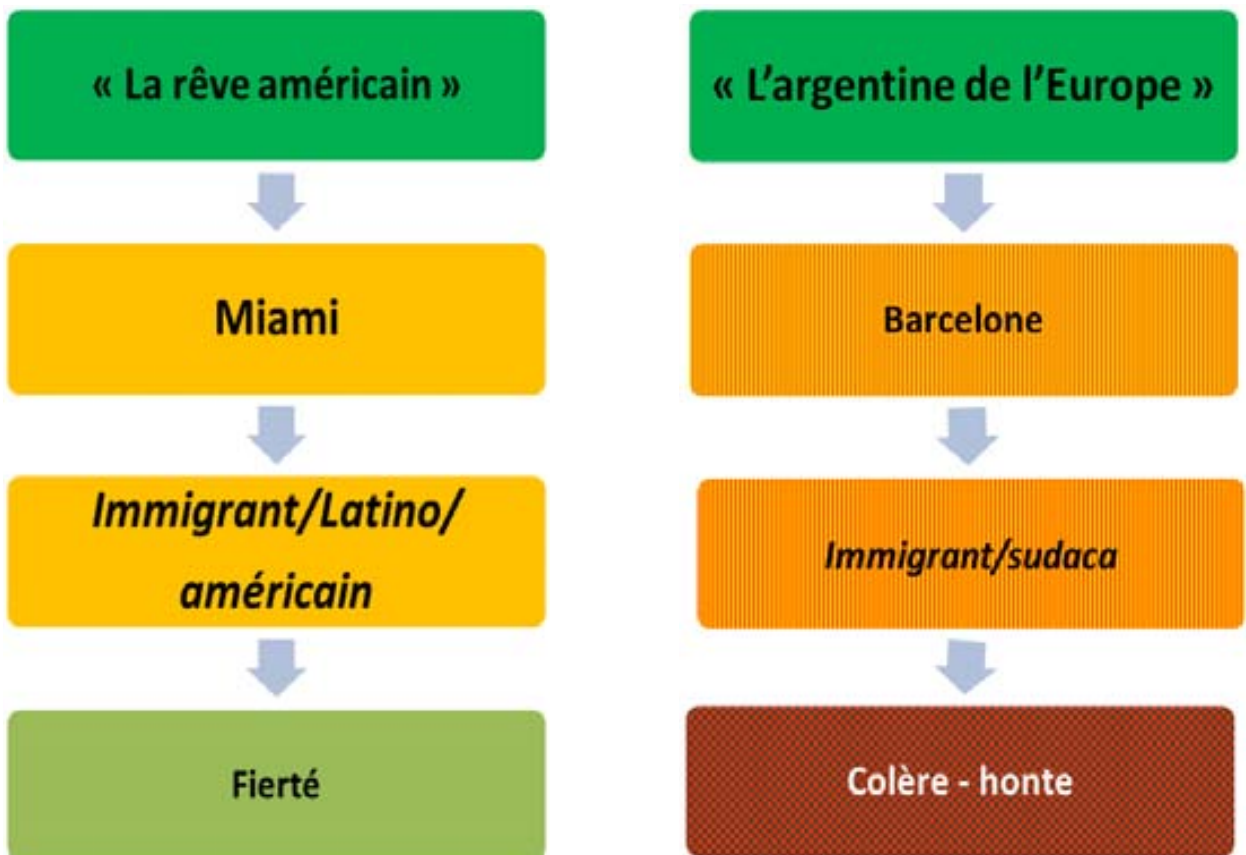 « La rêve américain »
Miami
Immigrant/Latino/
américain
Fierté
« L'argentine de l'Europe »
Barcelone
Immigrant/sudaca
Colère - honte